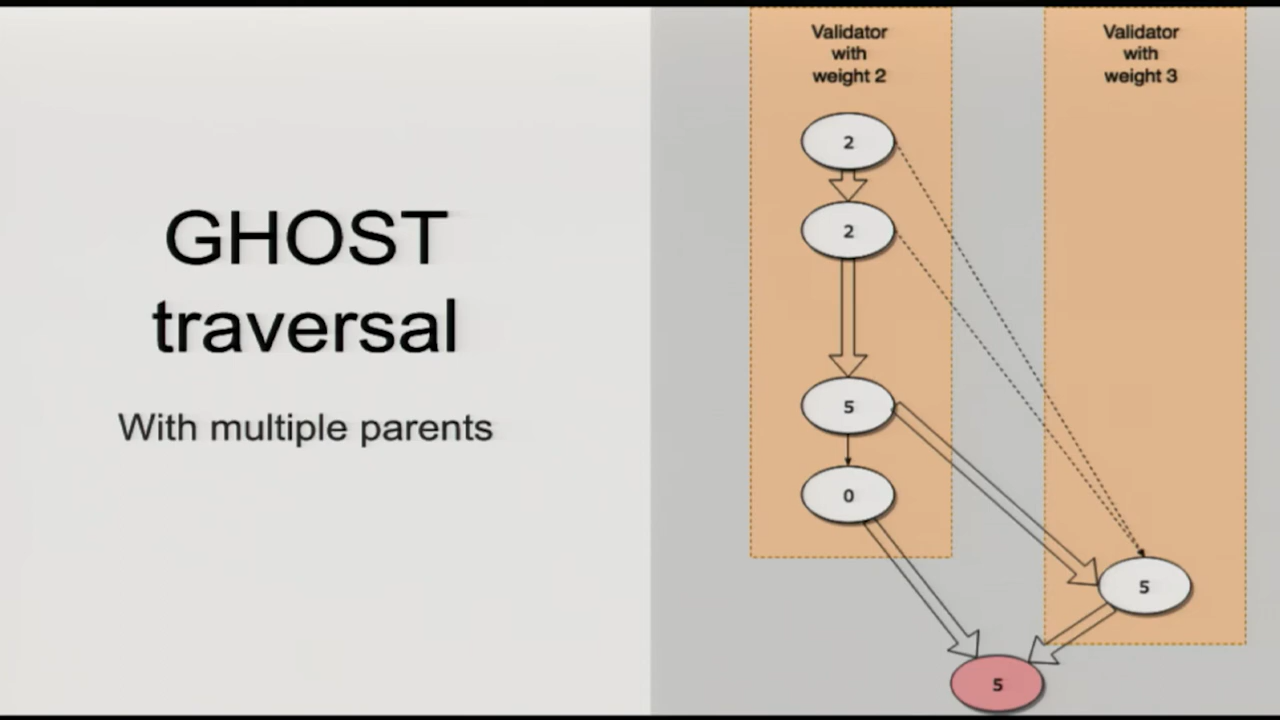 GHOST
traversal
With multiple parents
Validator
with
weight 2
Validator
with
weight 3
2
2
5
0
5
5